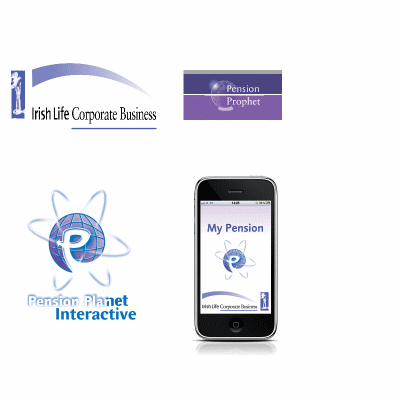 Irish Life Corporate Business
Pension
Prophet
P
Pension Planet
Interactive
My Pension
P
Irish Life Corporate Business